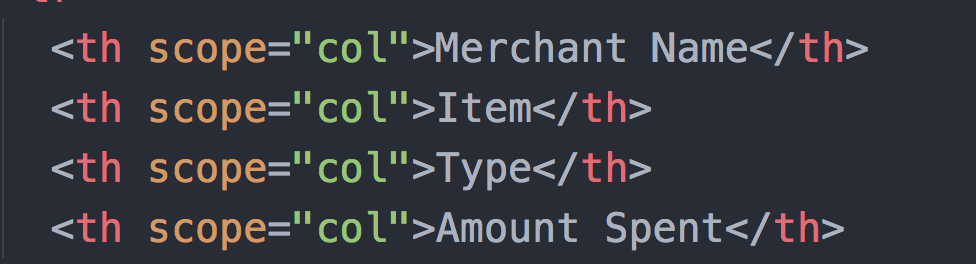 <th scope="col">Merchant Name</th>
<th scope="col">Item</th>
<th scope="col">Type</th>
<th scope="col">Amount Spent</th>